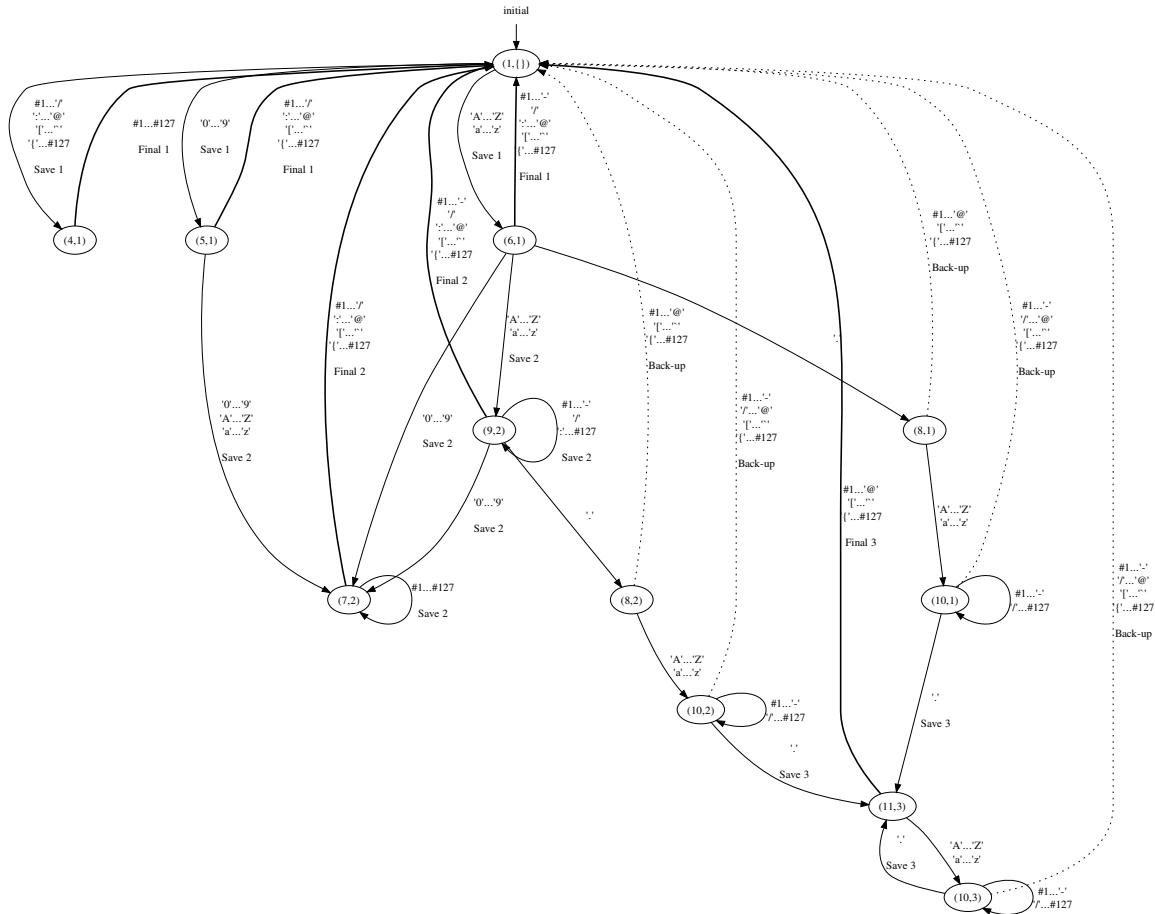 initial
(1,{})
#1...'/'
':'...'@'
'['...'`'
'{'...#127
Save 1
#1...#127
Final 1
'0'...'9'
Save 1
#1...'/'
':'...'@'
'['...'`'
'{'...#127
Final 1
'A'...'Z'
'a'...'z'
Save 1
#1...'-'
'/'
':'...'@'
'['...'`'
'{'...#127
Final 1
#1...'-'
'/'
':'...'@'
'['...'`'
'{'...#127
Final 2
(4,1)
(5,1)
(6,1)
#1...'@'
'['...'`'
'{'...#127
Back-up
#1...'/'
':'...'@'
'['...'`'
'{'...#127
Final 2
'A'...'Z'
'a'...'z'
Save 2
#1...'@'
'['...'`'
'{'...#127
Back-up
'.'
#1...'-'
'/'...'@'
'['...'`'
'{'...#127
Back-up
'0'...'9'
'A'...'Z'
'a'...'z'
Save 2
'0'...'9'
Save 2
(9,2)
#1...'-'
'/'
':'...#127
Save 2
#1...'-'
'/'...'@'
'['...'`'
'{'...#127
Back-up
(8,1)
'0'...'9'
Save 2
'.'
#1...'@'
'['...'`'
'{'...#127
Final 3
'A'...'Z'
'a'...'z'
(7,2)
#1...#127
Save 2
(8,2)
(10,1)
#1...'-'
'/'...#127
#1...'-'
'/'...'@'
'['...'`'
'{'...#127
Back-up
'A'...'Z'
'a'...'z'
(10,2)
#1...'-'
'/'...#127
'.'
Save 3
'.'
Save 3
(11,3)
'.'
Save 3
'A'...'Z'
'a'...'z'
(10,3)
#1...'-'
'/'...#127